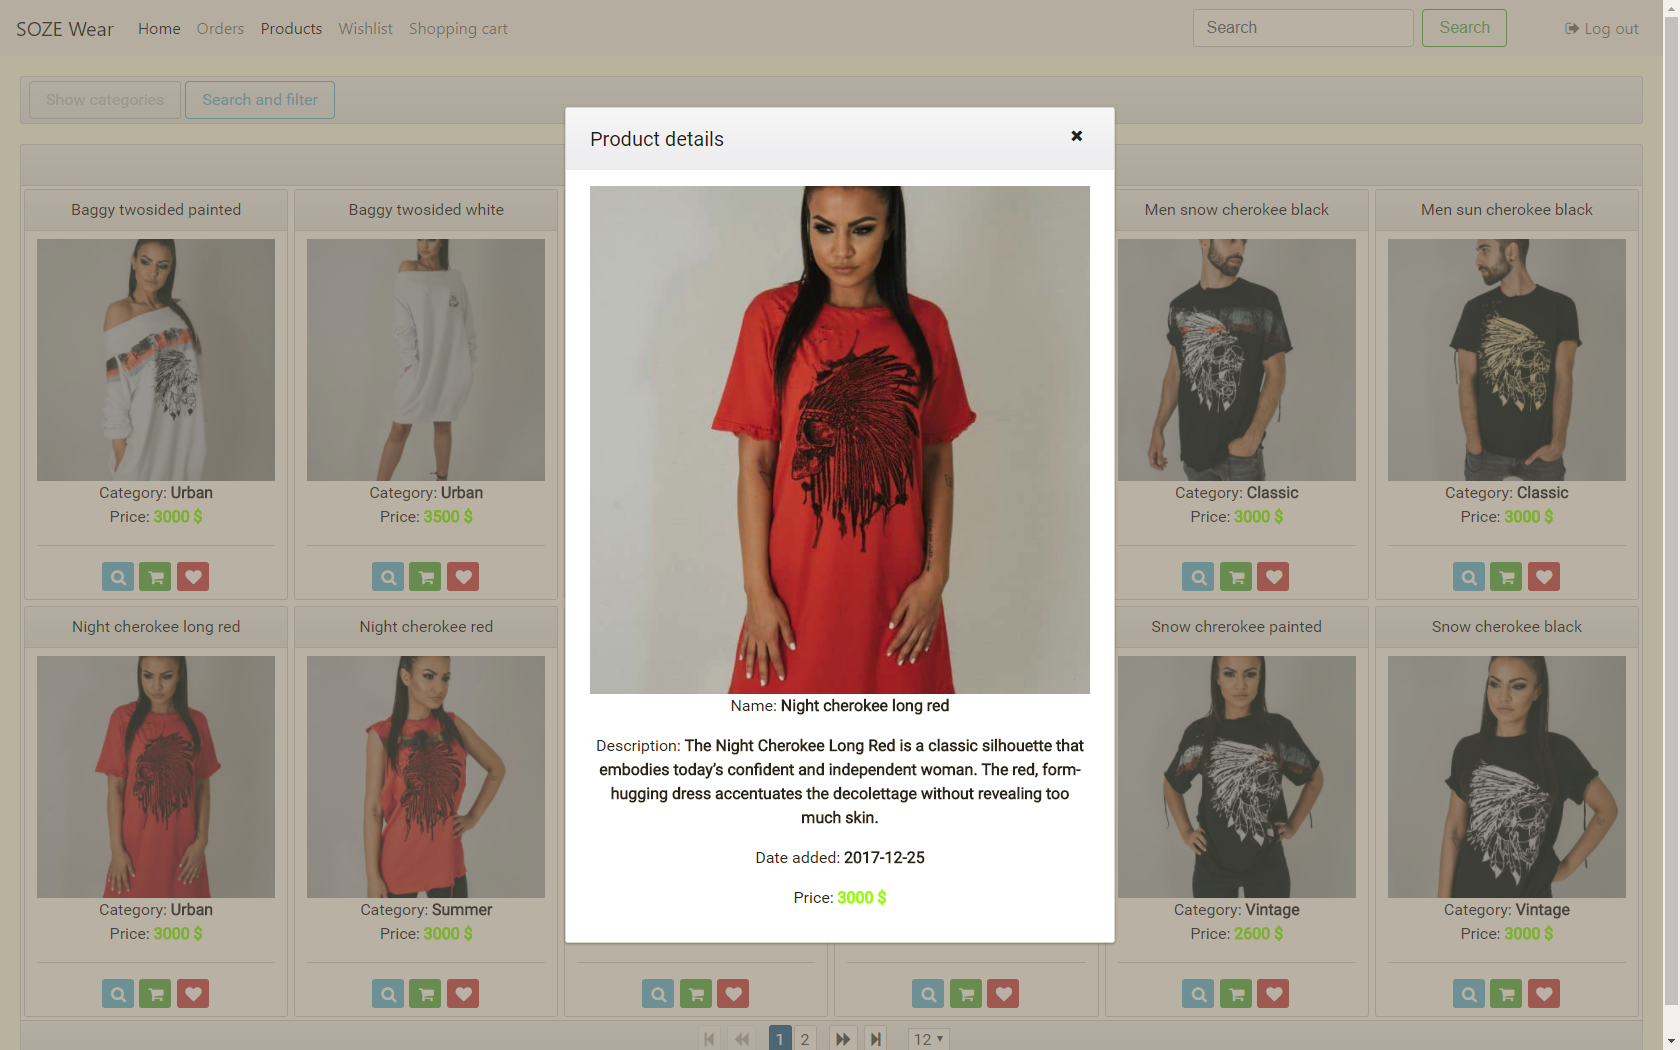 SOZE Wear Home Orders Products Wishlist Shopping cart Search Search Log out
Show categories Search and filter
Product details
Baggy twosided painted Baggy twosided white Men snow cherokee black Men sun cherokee black
Category: Urban Category: Urban Category: Classic Category: Classic
Price: 3000 $ Price: 3500 $ Price: 3000 $ Price: 3000 $
Night cherokee long red Night cherokee red Snow chrerokee painted Snow cherokee black
Category: Urban Category: Summer Category: Vintage Category: Vintage
Price: 3000 $ Price: 3000 $ Price: 2600 $ Price: 3000 $
Name: Night cherokee long red
Description: The Night Cherokee Long Red is a classic silhouette that
embodies today’s confident and independent woman. The red, form-
hugging dress accentuates the decolettage without revealing too
much skin.
Date added: 2017-12-25
Price: 3000 $
1 2 12